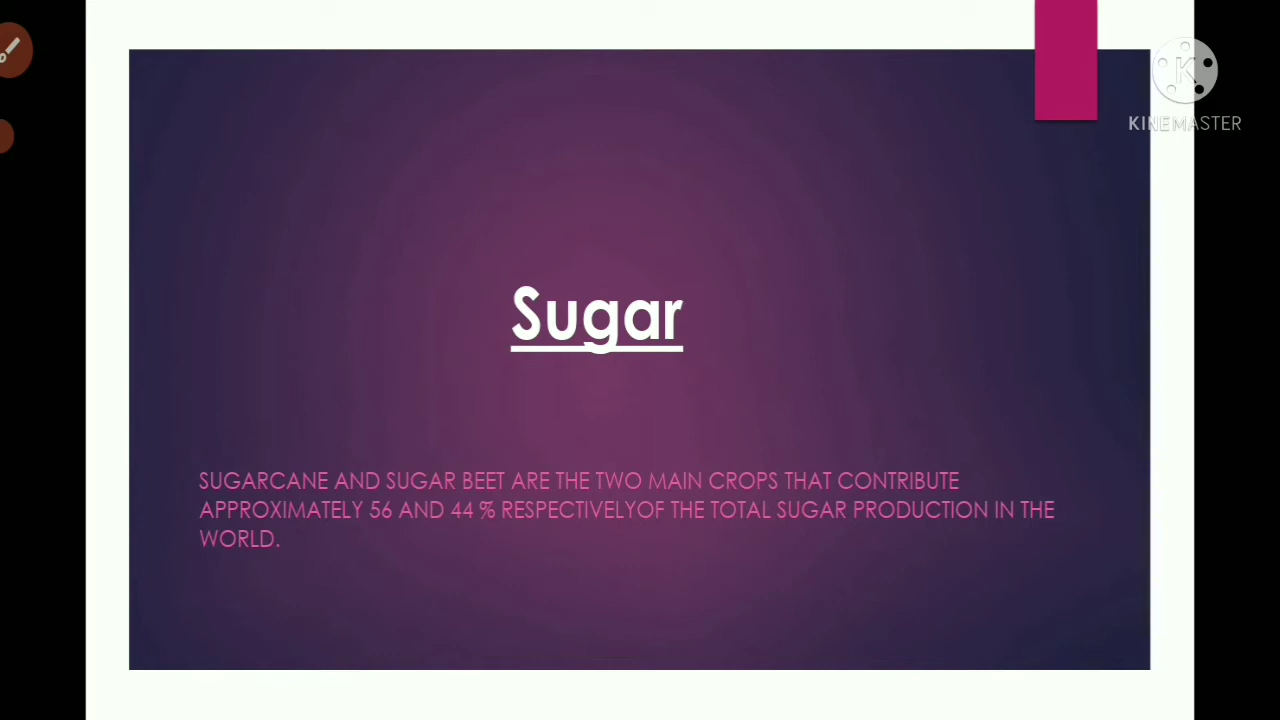 K
KINEMASTER
Sugar
SUGARCANE AND SUGAR BEET ARE THE TWO MAIN CROPS THAT CONTRIBUTE
APPROXIMATELY 56 AND 44 % RESPECTIVELYOF THE TOTAL SUGAR PRODUCTION IN THE
WORLD.